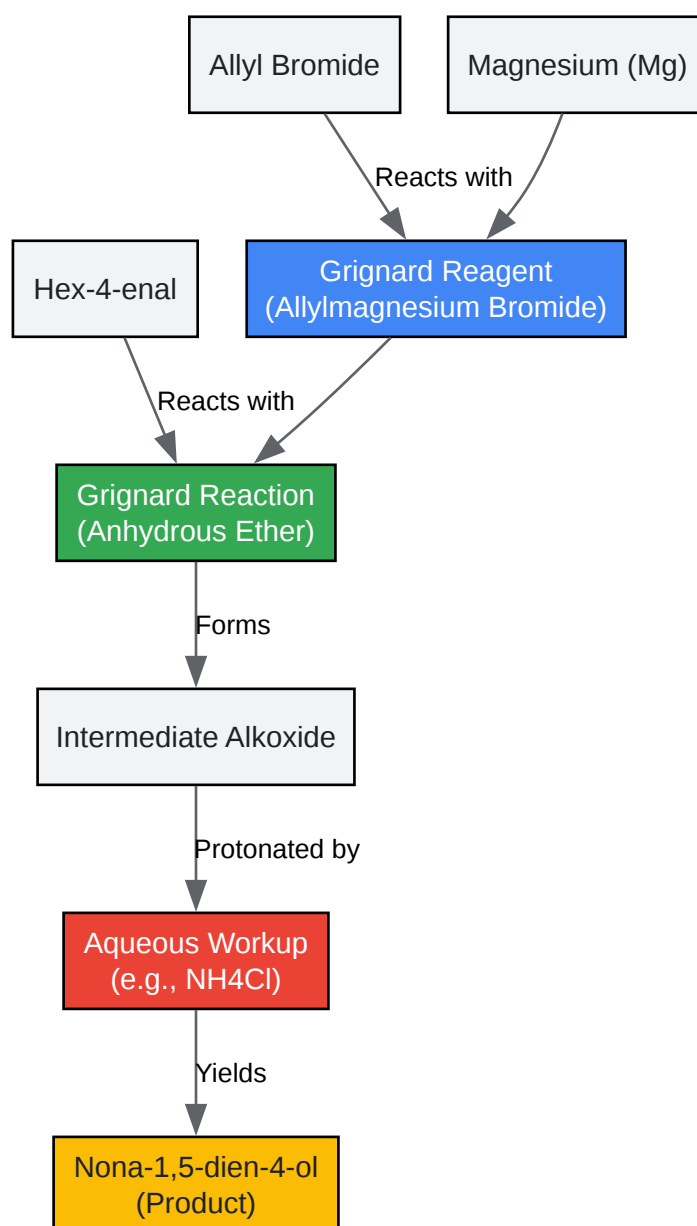 Allyl Bromide
Magnesium (Mg)
Reacts with
Hex-4-enal
Grignard Reagent
(Allylmagnesium Bromide)
Reacts with
Grignard Reaction
(Anhydrous Ether)
Forms
Intermediate Alkoxide
Protonated by
Aqueous Workup
(e.g., NH4Cl)
Yields
Nona-1,5-dien-4-ol
(Product)